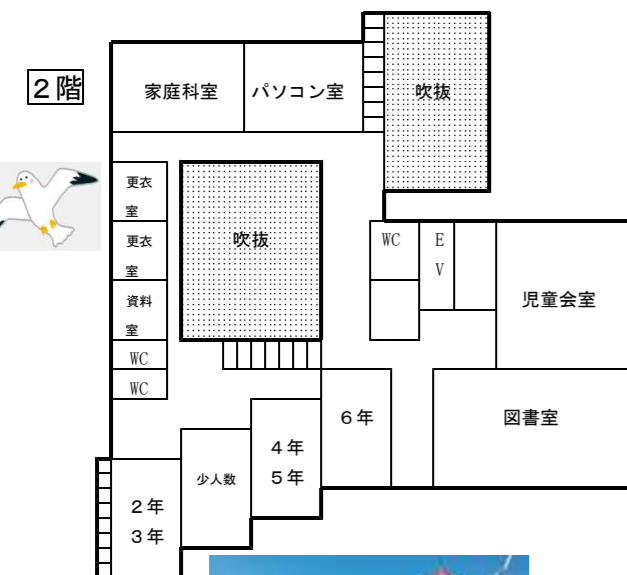 ２階
家庭科室
パソコン室
吹抜
更衣
室
更衣
室
資料
室
WC
WC
吹抜
WC
E
V
児童会室
図書室
６年
４年
５年
少人数
２年
３年